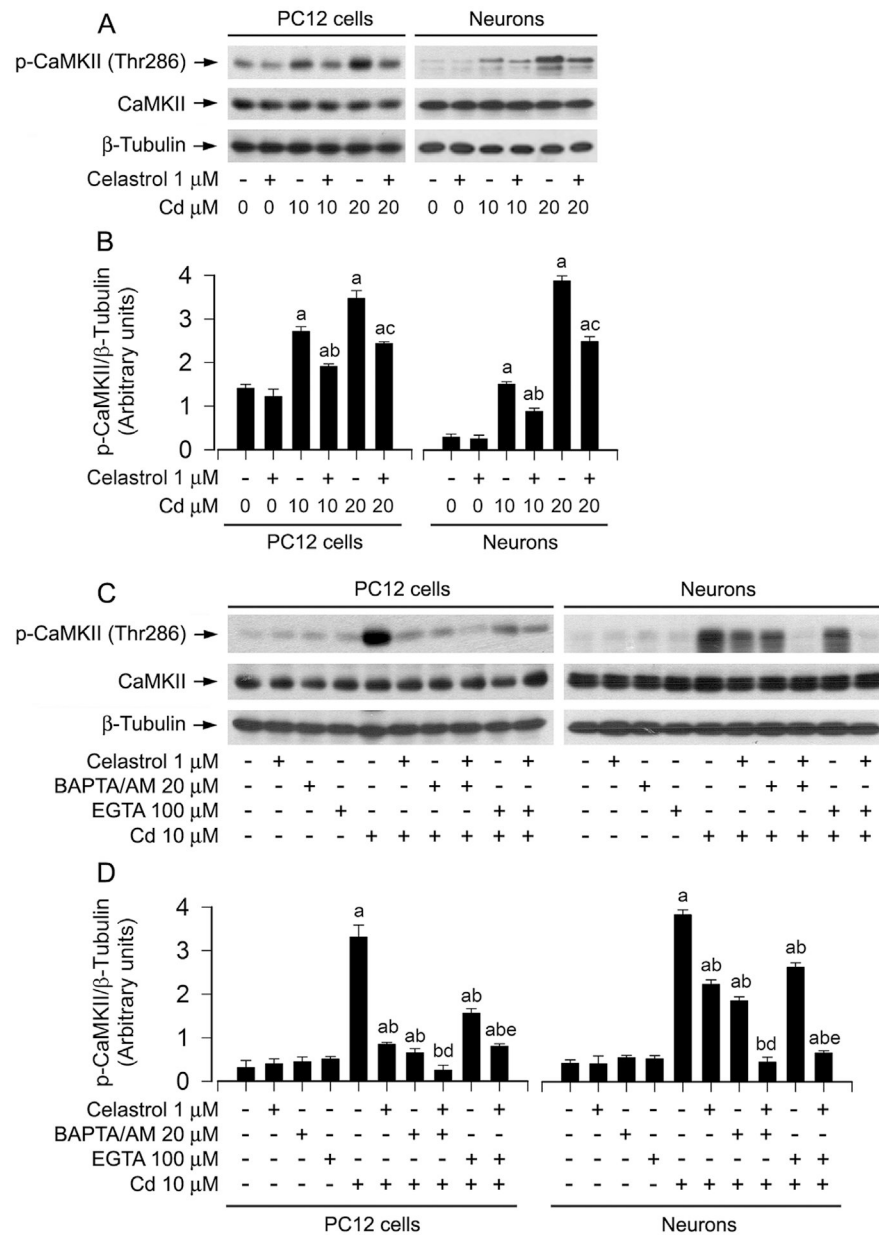 A
PC12 cells Neurons
p-CaMKII (Thr286)
CaMKII
β-Tubulin
Celastrol 1 μM - + - + - + - + - + - +
Cd μM 0 0 10 10 20 20 0 0 10 10 20 20
B
p-CaMKII/β-Tubulin
(Arbitrary units)
4
3
2
1
0
a ab a ac a ab a ac
a
Celastrol 1 μM - + - + - + - + - + - +
Cd μM 0 0 10 10 20 20 0 0 10 10 20 20
PC12 cells Neurons
C
PC12 cells Neurons
p-CaMKII (Thr286)
CaMKII
β-Tubulin
Celastrol 1 μM - + - - - + - + - + - + - - - + - + - +
BAPTA/AM 20 μM - - + - - - + + - - - - + - - - + + - -
EGTA 100 μM - - - + - - - - + + - - - + - - - - + +
Cd 10 μM - - - - + + + + + + - - - - + + + + + +
D
p-CaMKII/β-Tubulin
(Arbitrary units)
4
3
2
1
0
a ab ab bd ab abe a ab ab bd ab abe
Celastrol 1 μM - + - - - + - + - + - + - - - + - + - +
BAPTA/AM 20 μM - - + - - - + + - - - - + - - - + + - -
EGTA 100 μM - - - + - - - - + + - - - + - - - - + +
Cd 10 μM - - - - + + + + + + - - - - + + + + + +
PC12 cells Neurons